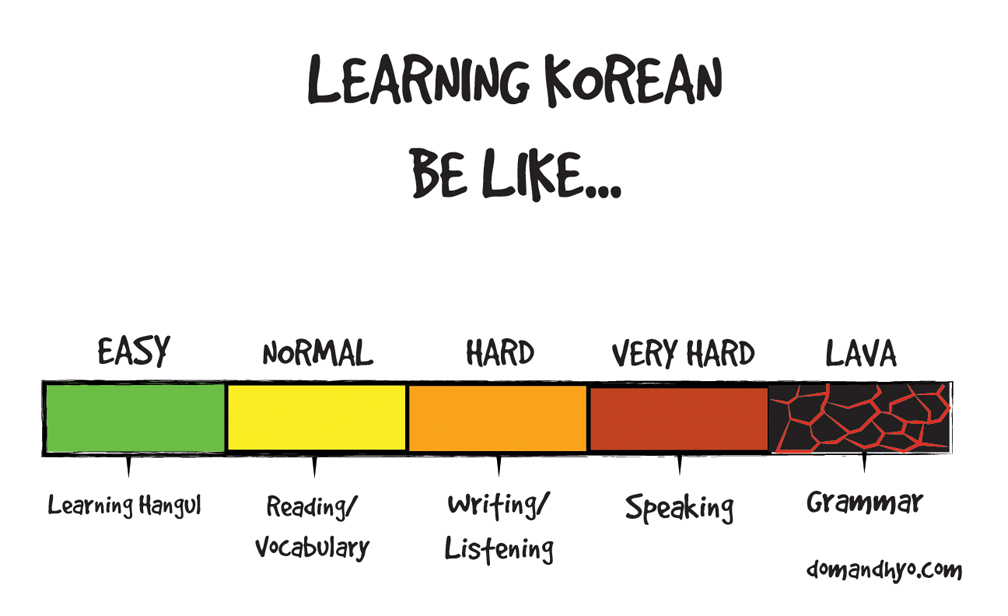 LEARNING KOREAN
BE LIKE...
EASY NORMAL HARD VERY HARD LAVA
Learning Hangul
Reading/
Vocabulary
Writing/
Listening
Speaking
Grammar
domandhyo.com